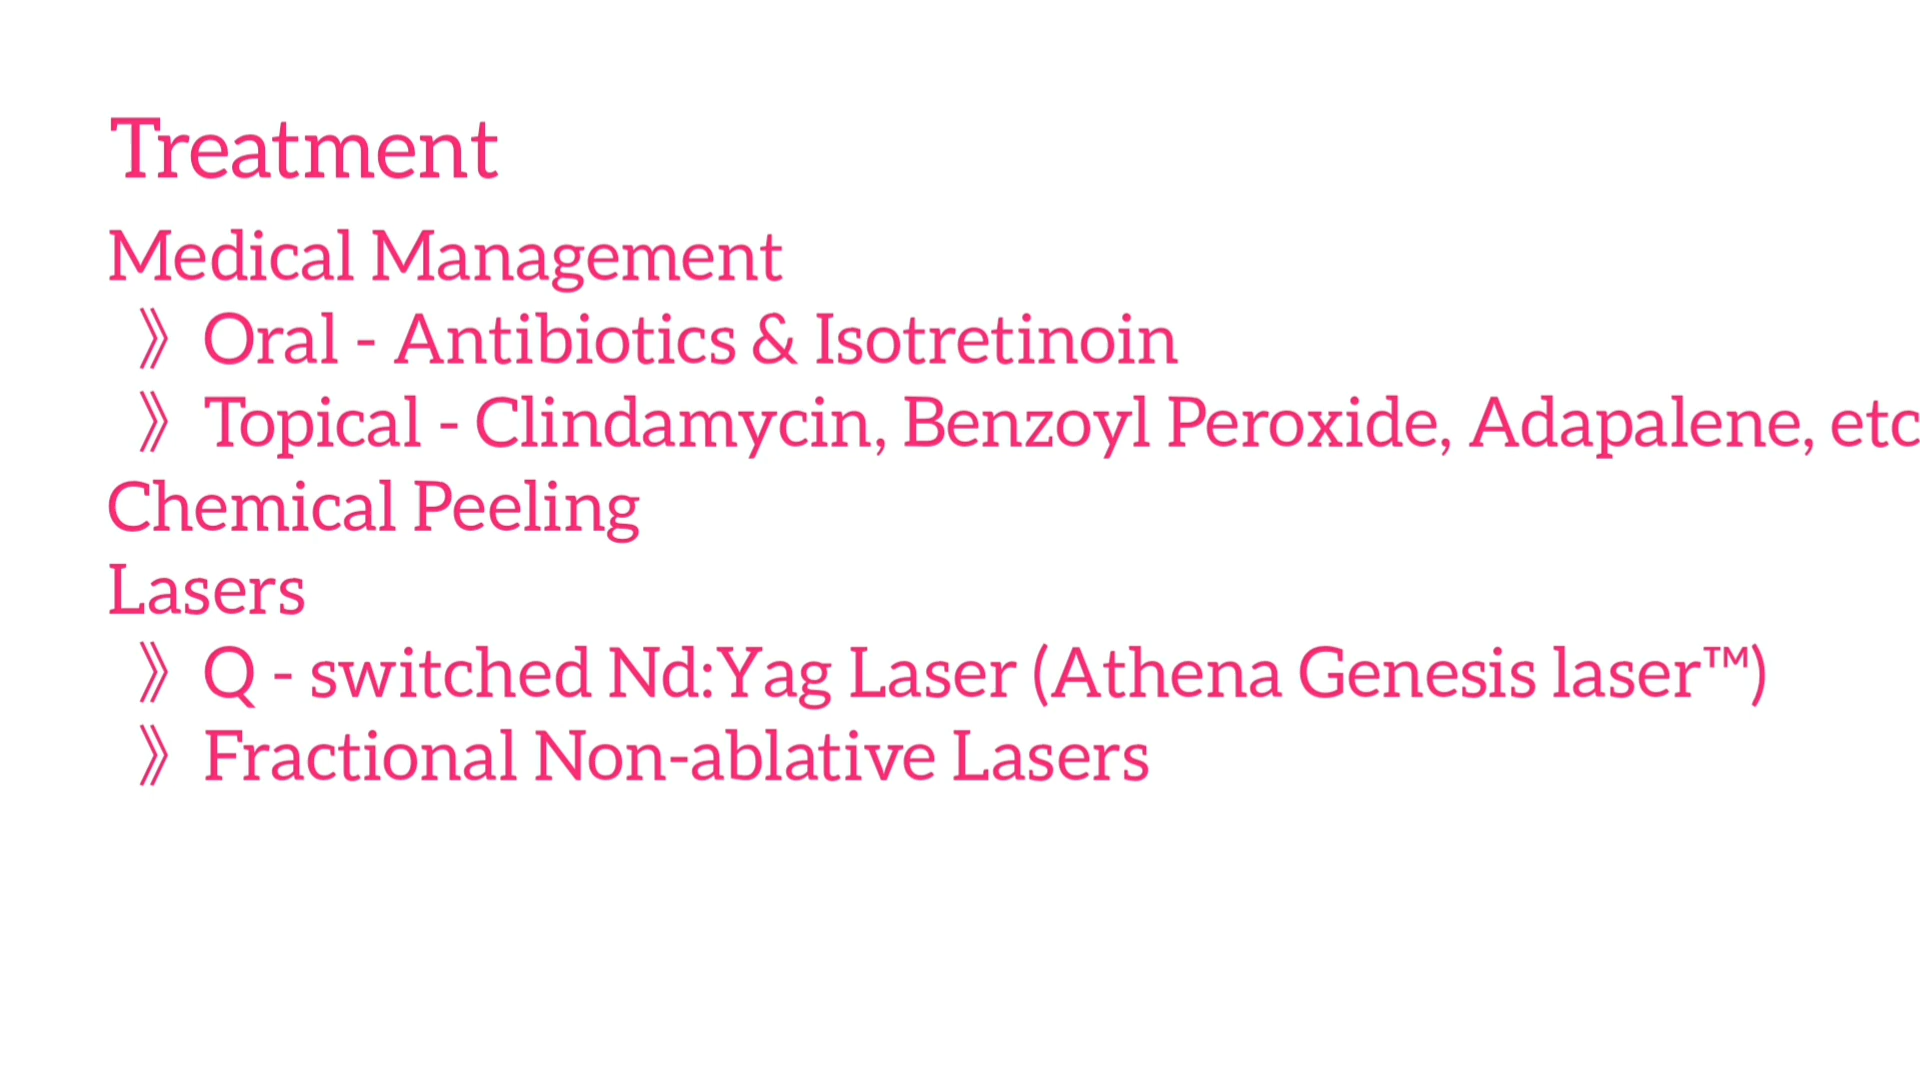 Treatment
Medical Management
》 Oral - Antibiotics & Isotretinoin
》 Topical - Clindamycin, Benzoyl Peroxide, Adapalene, etc
Chemical Peeling
Lasers
》 Q - switched Nd:Yag Laser (Athena Genesis laser™)
》 Fractional Non-ablative Lasers